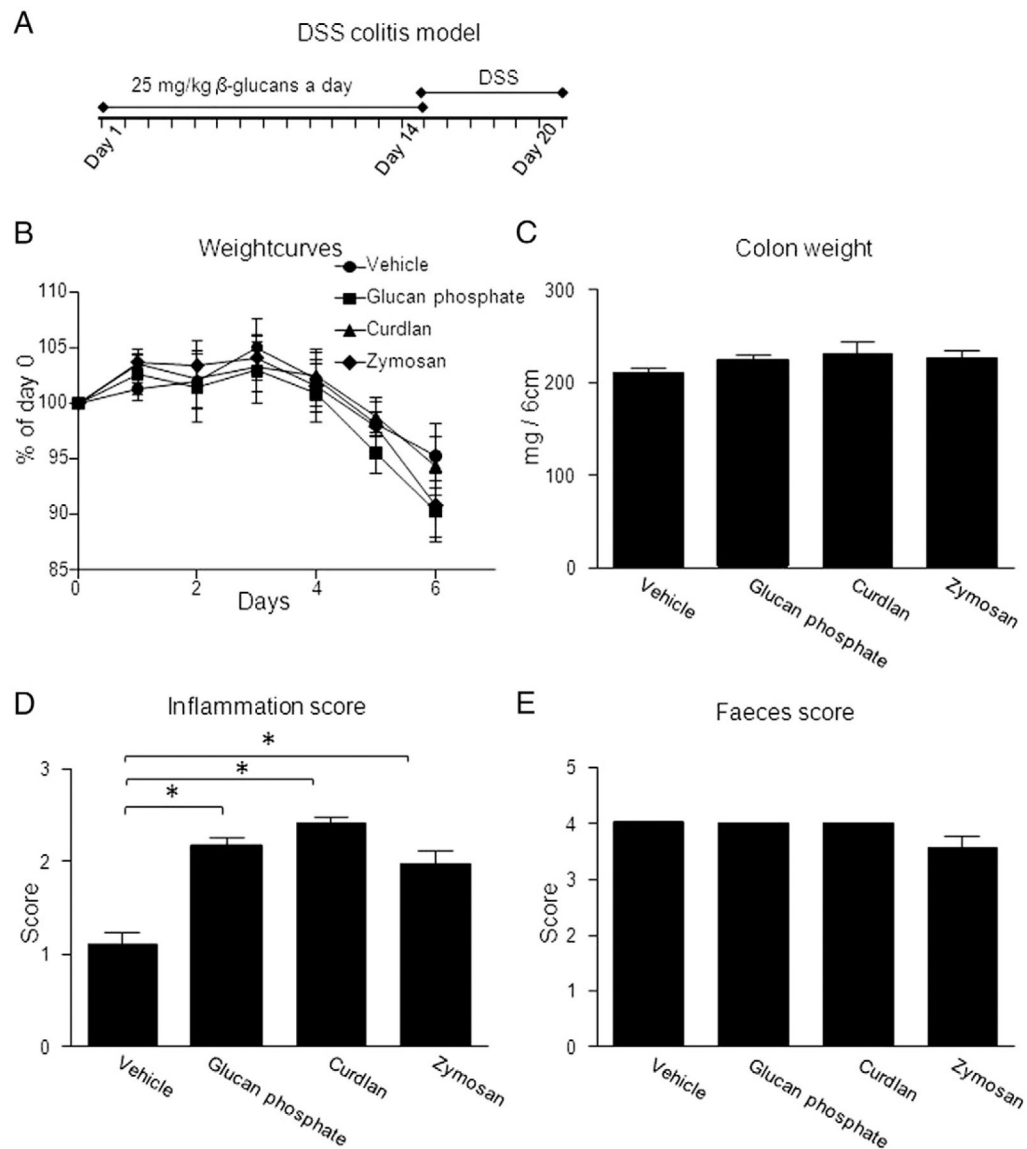 A
DSS colitis model
25 mg/kg β-glucans a day
DSS
Day 1
Day 14
Day 20
B
Weightcurves
Vehicle
Glucan phosphate
Curdlan
Zymosan
110
105
100
95
90
85
% of day 0
0
2
4
6
Days
C
Colon weight
300
200
100
0
mg / 6cm
Vehicle
Glucan phosphate
Curdlan
Zymosan
D
Inflammation score
*
*
*
3
2
1
0
Score
Vehicle
Glucan phosphate
Curdlan
Zymosan
E
Faeces score
5
4
3
2
1
0
Score
Vehicle
Glucan phosphate
Curdlan
Zymosan